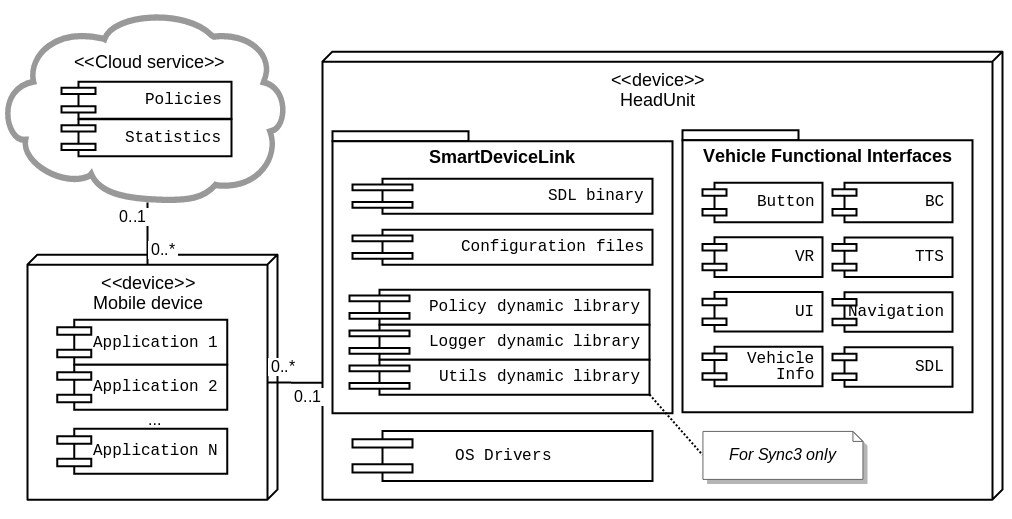 <<Cloud service>>
Policies
Statistics
0..1
0..*
<<device>>
Mobile device
Application 1
Application 2
...
Application N
0..*
0..1
<<device>>
HeadUnit
SmartDeviceLink
SDL binary
Configuration files
Policy dynamic library
Logger dynamic library
Utils dynamic library
OS Drivers
Vehicle Functional Interfaces
Button
BC
VR
TTS
UI
Navigation
Vehicle
Info
SDL
For Sync3 only